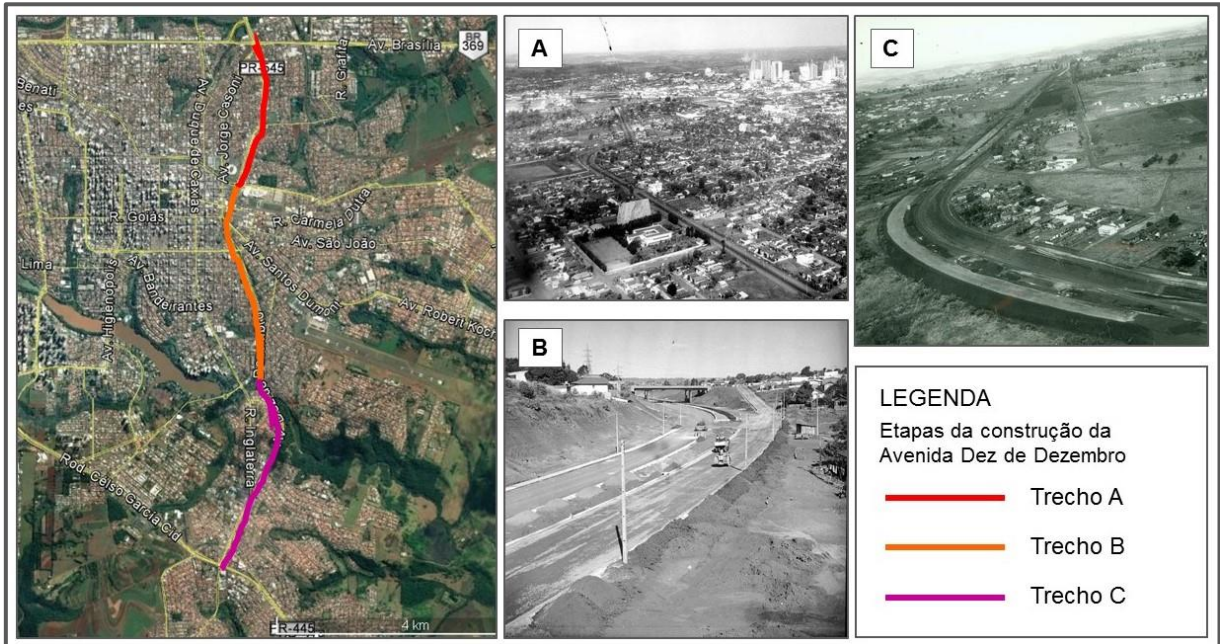 BR
369
Av. Brasília
PR-545
R. Grafita
Benati
Av. Duque de Caxias
Av. Jorge Casoni
R. Goiás
R. Carmela Dutra
Av. São João
Lima
Av. Bandeirantes
Av. Santos Dumont
Av. Higienópolis
Av. Robert Koch
R. Inglaterra
Rod. Celso Garcia Cid
4 km
PR-445
A
B
C
LEGENDA
Etapas da construção da
Avenida Dez de Dezembro
Trecho A
Trecho B
Trecho C